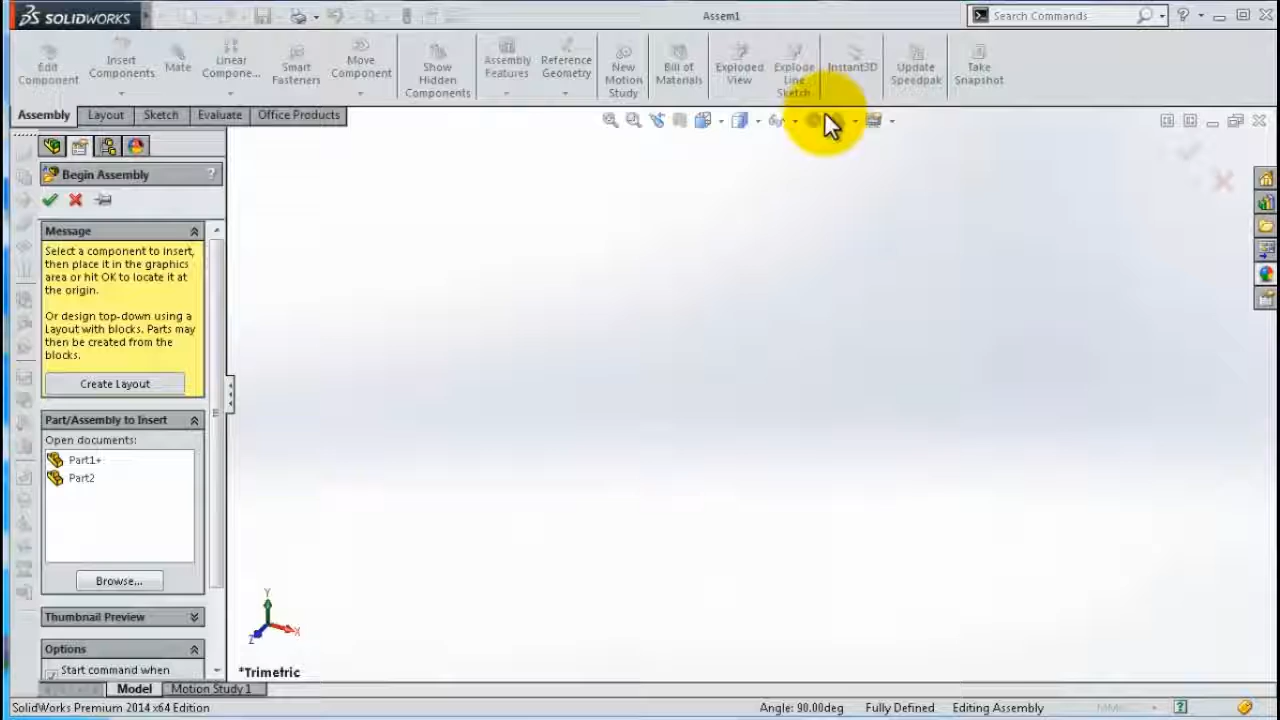 SOLIDWORKS
Assem1
Search Commands
Edit Component
Insert Components
Mate
Linear Compone...
Smart Fasteners
Move Component
Show Hidden Components
Assembly Features
Reference Geometry
New Motion Study
Bill of Materials
Exploded View
Explode Line Sketch
Instant3D
Update Speedpak
Take Snapshot
Assembly
Layout
Sketch
Evaluate
Office Products
Begin Assembly
?
Message
Select a component to insert,
then place it in the graphics
area or hit OK to locate it at
the origin.
Or design top-down using a
Layout with blocks. Parts may
then be created from the
blocks.
Create Layout
Part/Assembly to Insert
Open documents:
Part1+
Part2
Browse...
Thumbnail Preview
Options
Start command when
Y
X
Z
*Trimetric
Model
Motion Study 1
SolidWorks Premium 2014 x64 Edition
Angle: 90.00deg
Fully Defined
Editing Assembly